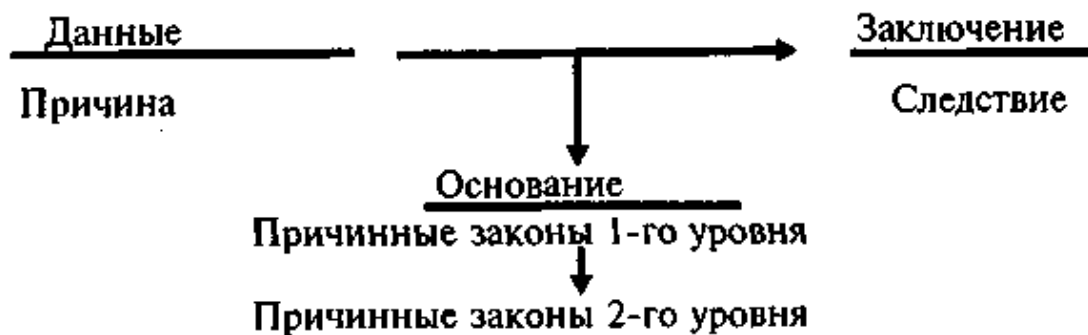 Данные
Заключение
Причина
Следствие
Основание
Причинные законы 1-го уровня
Причинные законы 2-го уровня